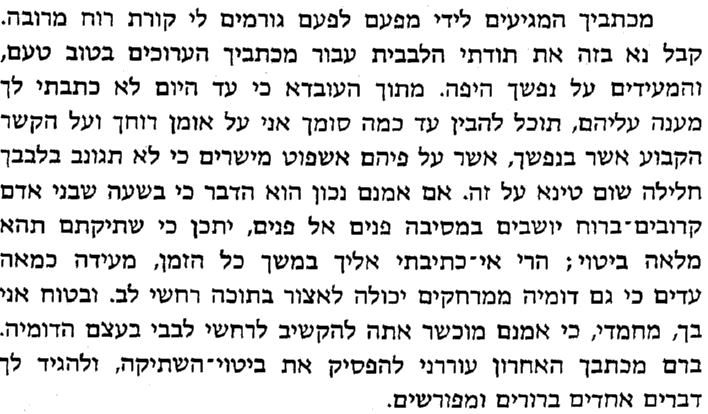 מכתביך המגיעים לידי מפעם לפעם גורמים לי קורת רוח מרובה.
קבל נא בזה את תודתי הלבבית עבור מכתביך הערוכים בטוב טעם,
והמעידים על נפשך היפה. מתוך העובדא כי עד היום לא כתבתי לך
מענה עליהם, תוכל להבין עד כמה סומך אני על אומן רוחך ועל הקשר
הקבוע אשר בנפשך, אשר על פיהם אשפוט מישרים כי לא תגונב בלבבך
חלילה שום טינא על זה. אם אמנם נכון הוא הדבר כי בשעה שבני אדם
קרובים־ברוח יושבים במסיבה פנים אל פנים, יתכן כי שתיקתם תהא
מלאה ביטוי; הרי אי־כתיבתי אליך במשך כל הזמן, מעידה כמאה
עדים כי גם דומיה ממרחקים יכולה לאצור בתוכה רחשי לב. ובטוח אני
בך, מחמדי, כי אמנם מוכשר אתה להקשיב לרחשי לבבי בעצם הדומיה.
ברם מכתבך האחרון עוררני להפסיק את ביטוי־השתיקה, ולהגיד לך
דברים אחדים ברורים ומפורשים.